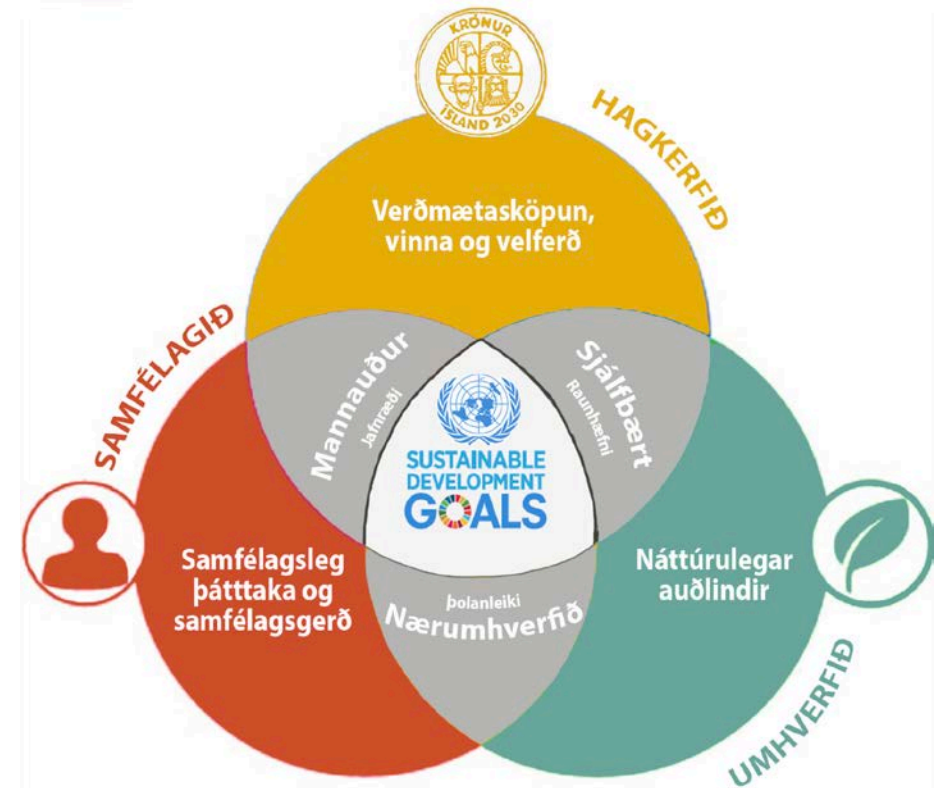 KRÓNUR
ÍSLAND 2030
HAGKERFIÐ
Verðmætasköpun,
vinna og velferð
SAMFÉLAGIÐ
Mannauður
Jafnræði
Sjálfbært
Raunhæfni
SUSTAINABLE
DEVELOPMENT
GOALS
Samfélagsleg
þátttaka og
samfélagsgerð
Náttúrulegar
auðlindir
þolanleiki
Nærumhverfið
UMHVERFIÐ